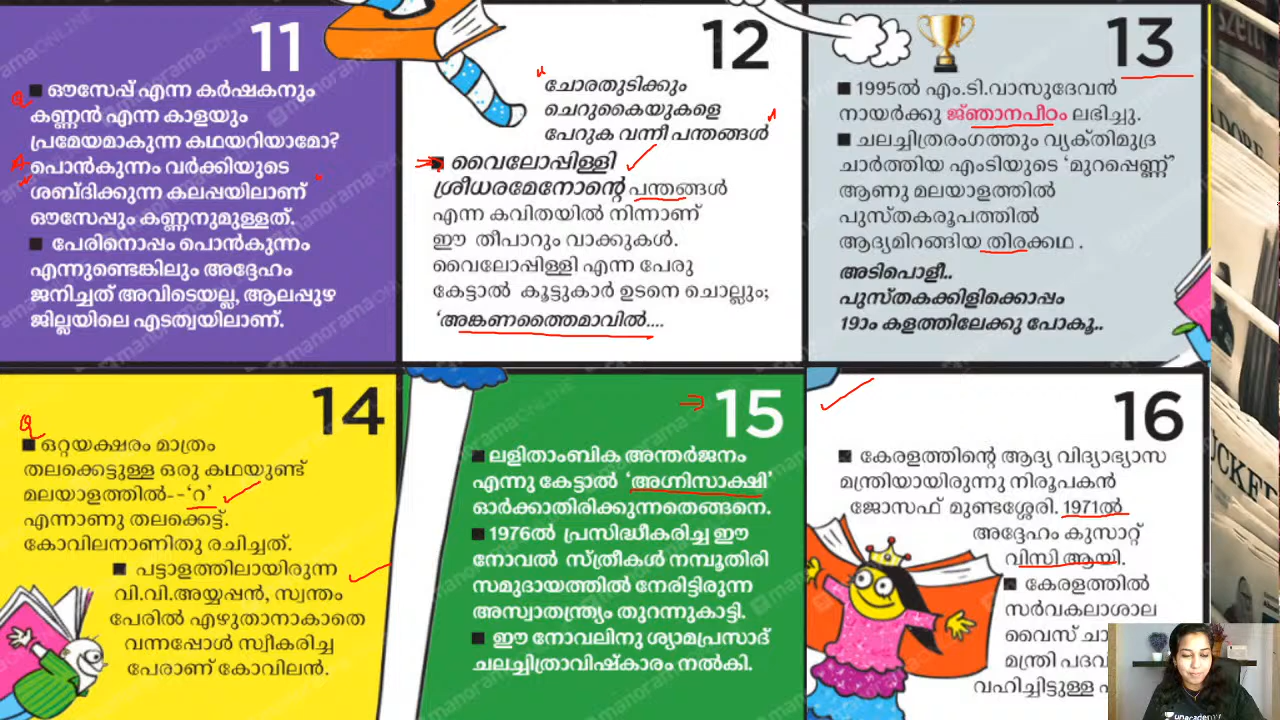 11
■ ഔസേപ്പ് എന്ന കർഷകനും
കണ്ണൻ എന്ന കാളയും
പ്രമേയമാകുന്ന കഥയറിയാമോ?
പൊൻകുന്നം വർക്കിയുടെ
ശബ്ദിക്കുന്ന കലപ്പയിലാണ്
ഔസേപ്പും കണ്ണനുമുള്ളത്.
■ പേരിനൊപ്പം പൊൻകുന്നം
എന്നുണ്ടെങ്കിലും അദ്ദേഹം
ജനിച്ചത് അവിടെയല്ല, ആലപ്പുഴ
ജില്ലയിലെ എടത്വയിലാണ്.
12
ചോരതുടിക്കും
ചെറുകൈയുകളെ
പേറുക വന്നീ പന്തങ്ങൾ
■ വൈലോപ്പിള്ളി
ശ്രീധരമേനോന്റെ പന്തങ്ങൾ
എന്ന കവിതയിൽ നിന്നാണ്
ഈ തീപാറും വാക്കുകൾ.
വൈലോപ്പിള്ളി എന്ന പേരു
കേട്ടാൽ കൂട്ടുകാർ ഉടനെ ചൊല്ലും;
‘അങ്കണത്തൈമാവിൽ....
13
■ 1995ൽ എം.ടി.വാസുദേവൻ
നായർക്കു ജ്ഞാനപീഠം ലഭിച്ചു.
■ ചലച്ചിത്രരംഗത്തും വ്യക്തിമുദ്ര
ചാർത്തിയ എംടിയുടെ ‘മുറപ്പെണ്ണ്’
ആണു മലയാളത്തിൽ
പുസ്തകരൂപത്തിൽ
ആദ്യമിറങ്ങിയ തിരക്കഥ .
അടിപൊളീ..
പുസ്തകക്കിളിക്കൊപ്പം
19ാം കളത്തിലേക്കു പോകൂ..
14
Q
■ ഒറ്റയക്ഷരം മാത്രം
തലക്കെട്ടുള്ള ഒരു കഥയുണ്ട്
മലയാളത്തിൽ--‘റ’
എന്നാണു തലക്കെട്ട്.
കോവിലനാണിതു രചിച്ചത്.
■ പട്ടാളത്തിലായിരുന്ന
വി.വി.അയ്യപ്പൻ, സ്വന്തം
പേരിൽ എഴുതാനാകാതെ
വന്നപ്പോൾ സ്വീകരിച്ച
പേരാണ് കോവിലൻ.
15
■ ലളിതാംബിക അന്തർജനം
എന്നു കേട്ടാൽ ‘അഗ്നിസാക്ഷി’
ഓർക്കാതിരിക്കുന്നതെങ്ങനെ.
■ 1976ൽ പ്രസിദ്ധീകരിച്ച ഈ
നോവൽ സ്ത്രീകൾ നമ്പൂതിരി
സമുദായത്തിൽ നേരിട്ടിരുന്ന
അസ്വാതന്ത്ര്യം തുറന്നുകാട്ടി.
■ ഈ നോവലിനു ശ്യാമപ്രസാദ്
ചലച്ചിത്രാവിഷ്കാരം നൽകി.
16
■ കേരളത്തിന്റെ ആദ്യ വിദ്യാഭ്യാസ
മന്ത്രിയായിരുന്നു നിരൂപകൻ
ജോസഫ് മുണ്ടശ്ശേരി. 1971ൽ
അദ്ദേഹം കുസാറ്റ്
വിസി ആയി.
■ കേരളത്തിൽ
സർവകലാശാല
വൈസ്
മന്ത്രി
വഹിച്ചിട്ടുള്ള
unacademy